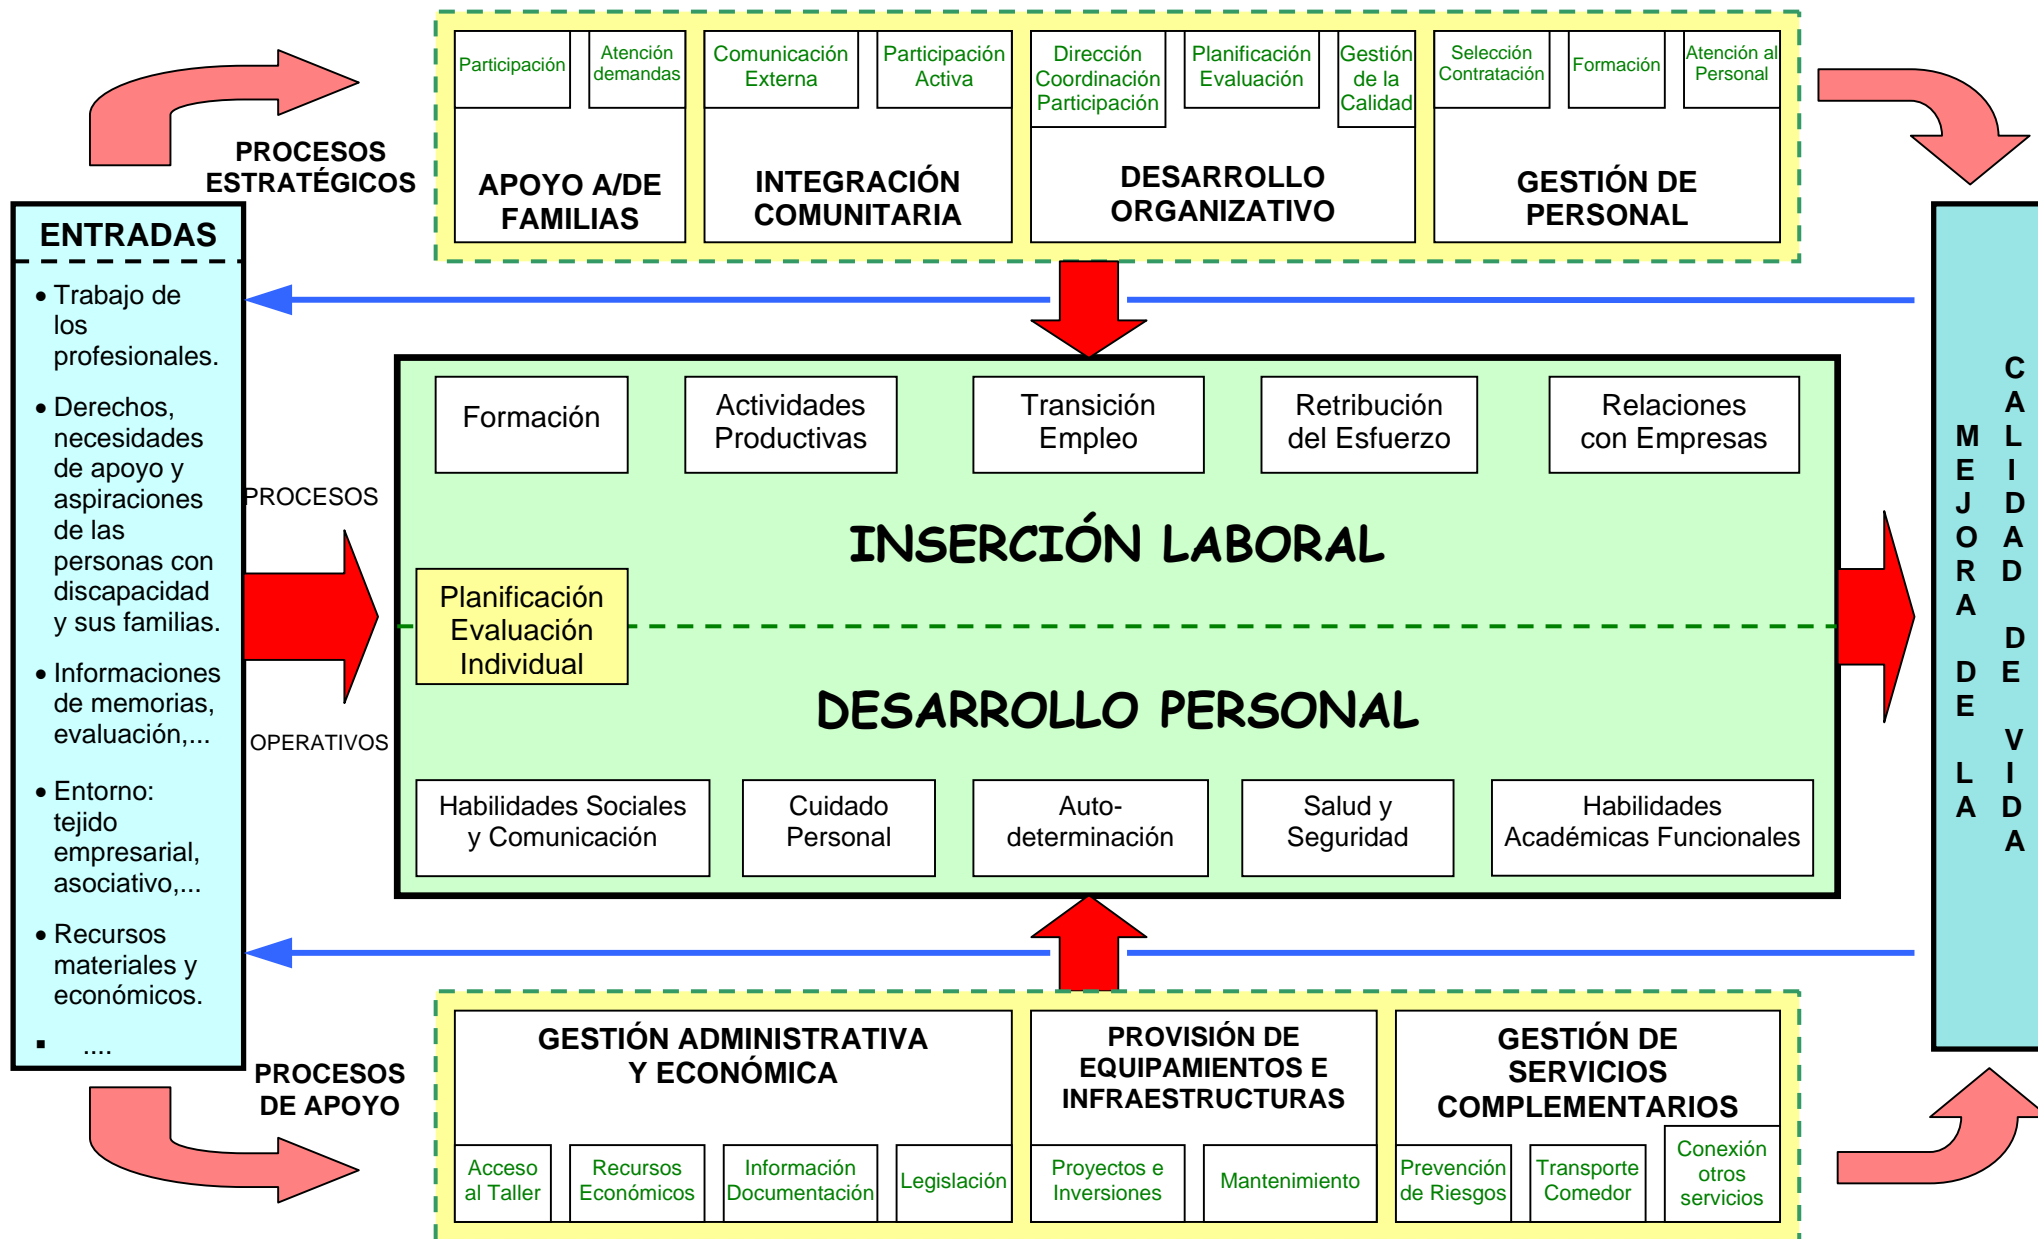 Participación
Atención
demandas
Comunicación
Externa
Participación
Activa
Dirección
Coordinación
Participación
Planificación
Evaluación
Gestión
de la
Calidad
Selección
Contratación
Formación
Atención al
Personal
PROCESOS
ESTRATÉGICOS
APOYO A/DE
FAMILIAS
INTEGRACIÓN
COMUNITARIA
DESARROLLO
ORGANIZATIVO
GESTIÓN DE
PERSONAL
ENTRADAS
• Trabajo de
los
profesionales.
• Derechos,
necesidades
de apoyo y
aspiraciones
de las
personas con
discapacidad
y sus familias.
• Informaciones
de memorias,
evaluación,...
• Entorno:
tejido
empresarial,
asociativo,...
• Recursos
materiales y
económicos.
▪ ....
PROCESOS
OPERATIVOS
Formación
Actividades
Productivas
Transición
Empleo
Retribución
del Esfuerzo
Relaciones
con Empresas
INSERCIÓN LABORAL
Planificación
Evaluación
Individual
DESARROLLO PERSONAL
Habilidades Sociales
y Comunicación
Cuidado
Personal
Auto-
determinación
Salud y
Seguridad
Habilidades
Académicas Funcionales
MEJORA DE LA
CALIDAD DE VIDA
PROCESOS
DE APOYO
GESTIÓN ADMINISTRATIVA
Y ECONÓMICA
PROVISIÓN DE
EQUIPAMIENTOS E
INFRAESTRUCTURAS
GESTIÓN DE
SERVICIOS
COMPLEMENTARIOS
Acceso
al Taller
Recursos
Económicos
Información
Documentación
Legislación
Proyectos e
Inversiones
Mantenimiento
Prevención
de Riesgos
Transporte
Comedor
Conexión
otros
servicios